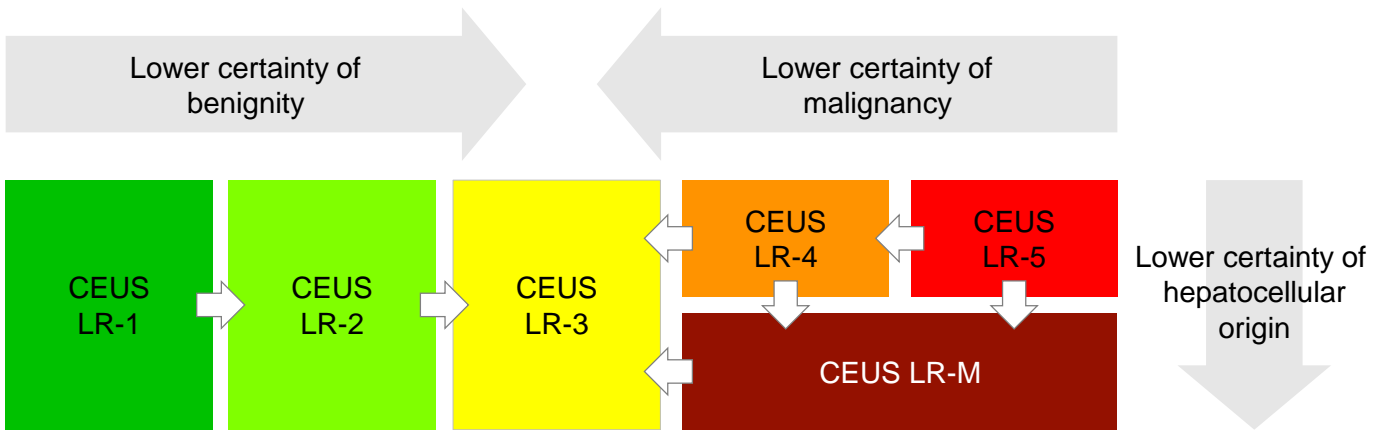 Lower certainty of
benignity
Lower certainty of
malignancy
CEUS
LR-1
CEUS
LR-2
CEUS
LR-3
CEUS
LR-4
CEUS
LR-5
CEUS LR-M
Lower certainty of
hepatocellular
origin